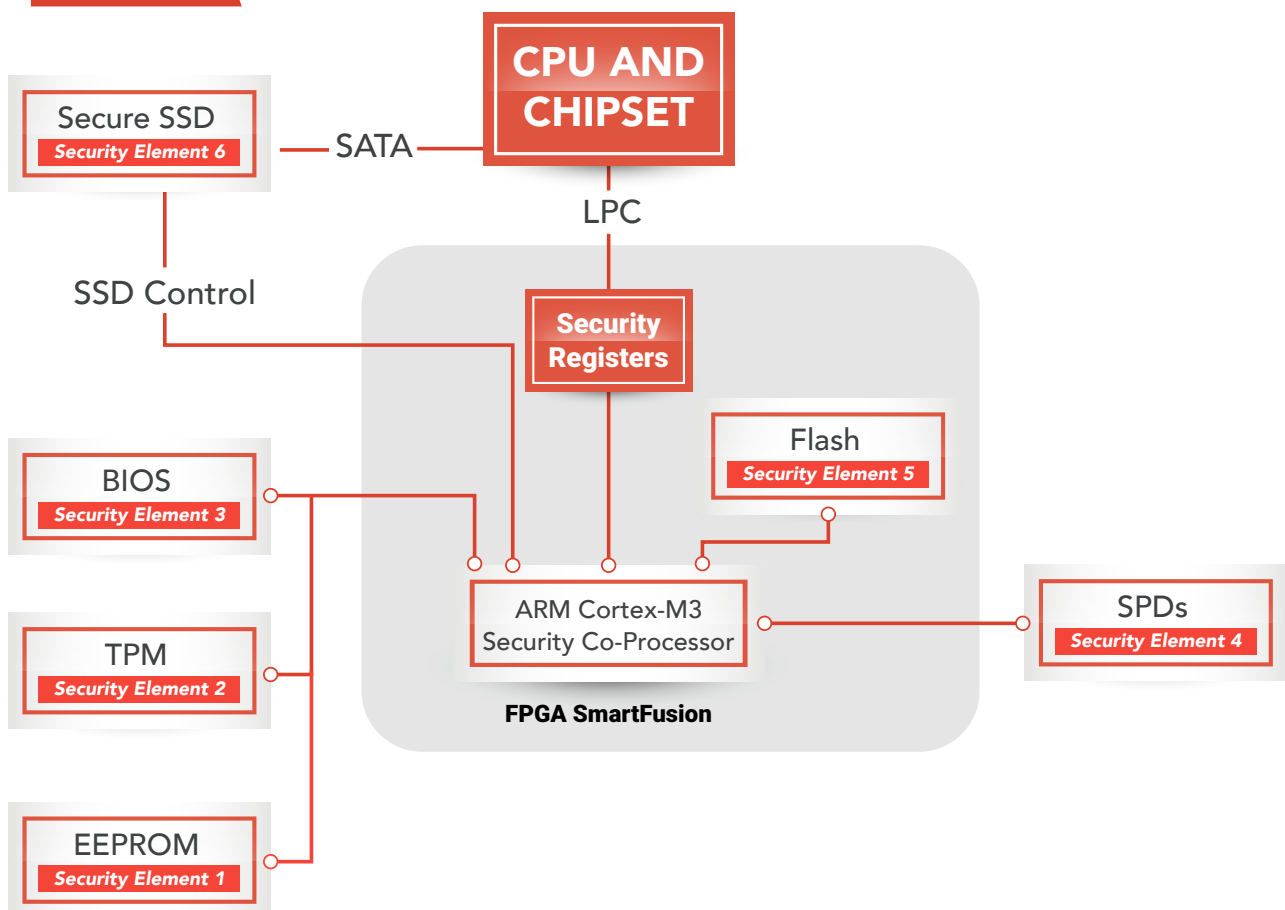 CPU AND
CHIPSET
Secure SSD
Security Element 6
SATA
LPC
SSD Control
Security
Registers
Flash
Security Element 5
BIOS
Security Element 3
ARM Cortex-M3
Security Co-Processor
SPDs
Security Element 4
TPM
Security Element 2
FPGA SmartFusion
EEPROM
Security Element 1